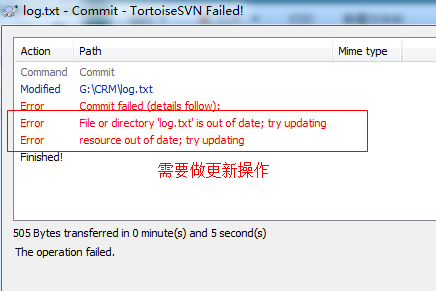 log.txt - Commit - TortoiseSVN Failed!
Action Path Mime type
Command Commit
Modified G:\CRM\log.txt
Error Commit failed (details follow):
Error File or directory 'log.txt' is out of date; try updating
Error resource out of date; try updating
Finished!
需要做更新操作
505 Bytes transferred in 0 minute(s) and 5 second(s)
The operation failed.